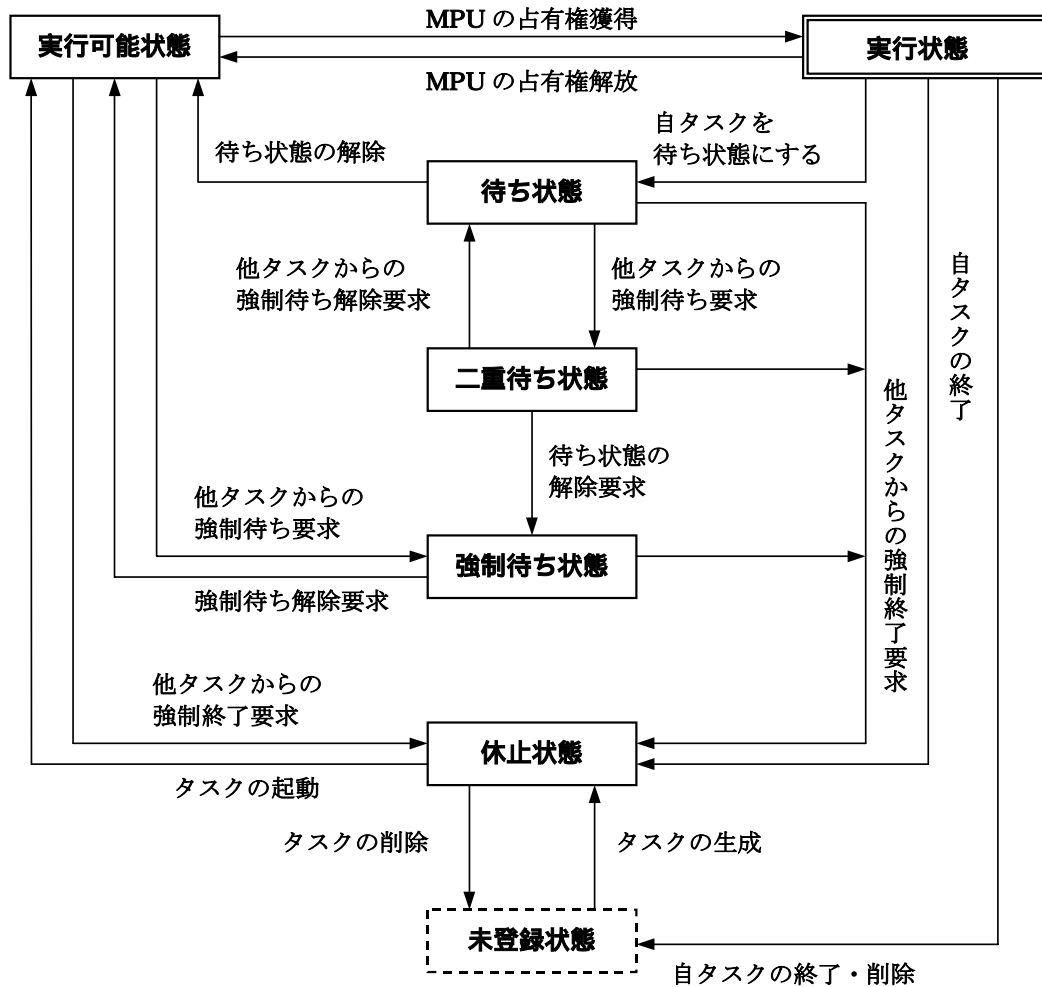 MPU の占有権獲得
実行可能状態
実行状態
MPU の占有権解放
自タスクを
待ち状態にする
待ち状態の解除
待ち状態
他タスクからの
強制待ち解除要求
他タスクからの
強制待ち要求
自タスクの終了
二重待ち状態
他タスクからの強制終了要求
待ち状態の
解除要求
他タスクからの
強制待ち要求
強制待ち状態
強制待ち解除要求
他タスクからの
強制終了要求
休止状態
タスクの起動
タスクの削除
タスクの生成
未登録状態
自タスクの終了・削除